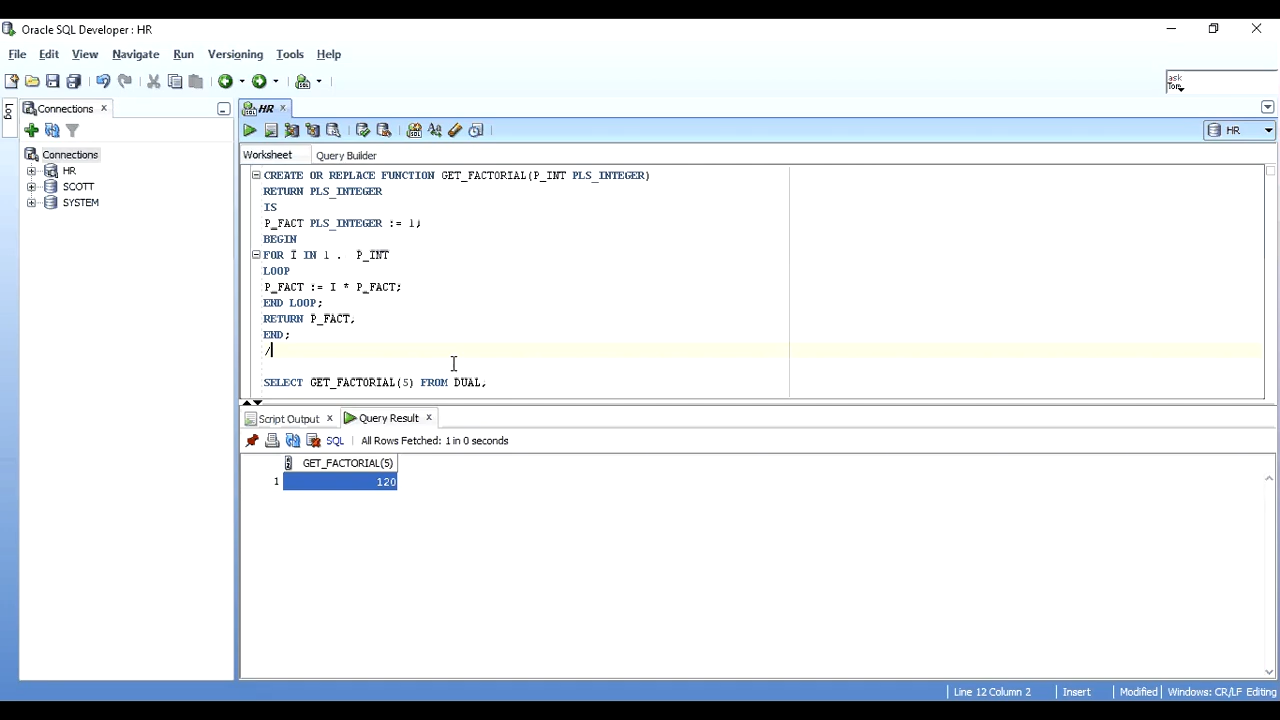 Oracle SQL Developer : HR
File Edit View Navigate Run Versioning Tools Help
ask
Tom
Log
Connections
HR
HR
Connections
HR
SCOTT
SYSTEM
Worksheet Query Builder
CREATE OR REPLACE FUNCTION GET_FACTORIAL(P_INT PLS_INTEGER)
RETURN PLS_INTEGER
IS
P_FACT PLS_INTEGER := 1;
BEGIN
FOR I IN 1 .  P_INT
LOOP
P_FACT := I * P_FACT;
END LOOP;
RETURN P_FACT,
END;
/
SELECT GET_FACTORIAL(5) FROM DUAL,
Script Output Query Result
SQL All Rows Fetched: 1 in 0 seconds
GET_FACTORIAL(5)
1 120
Line 12 Column 2 Insert Modified Windows: CR/LF Editing